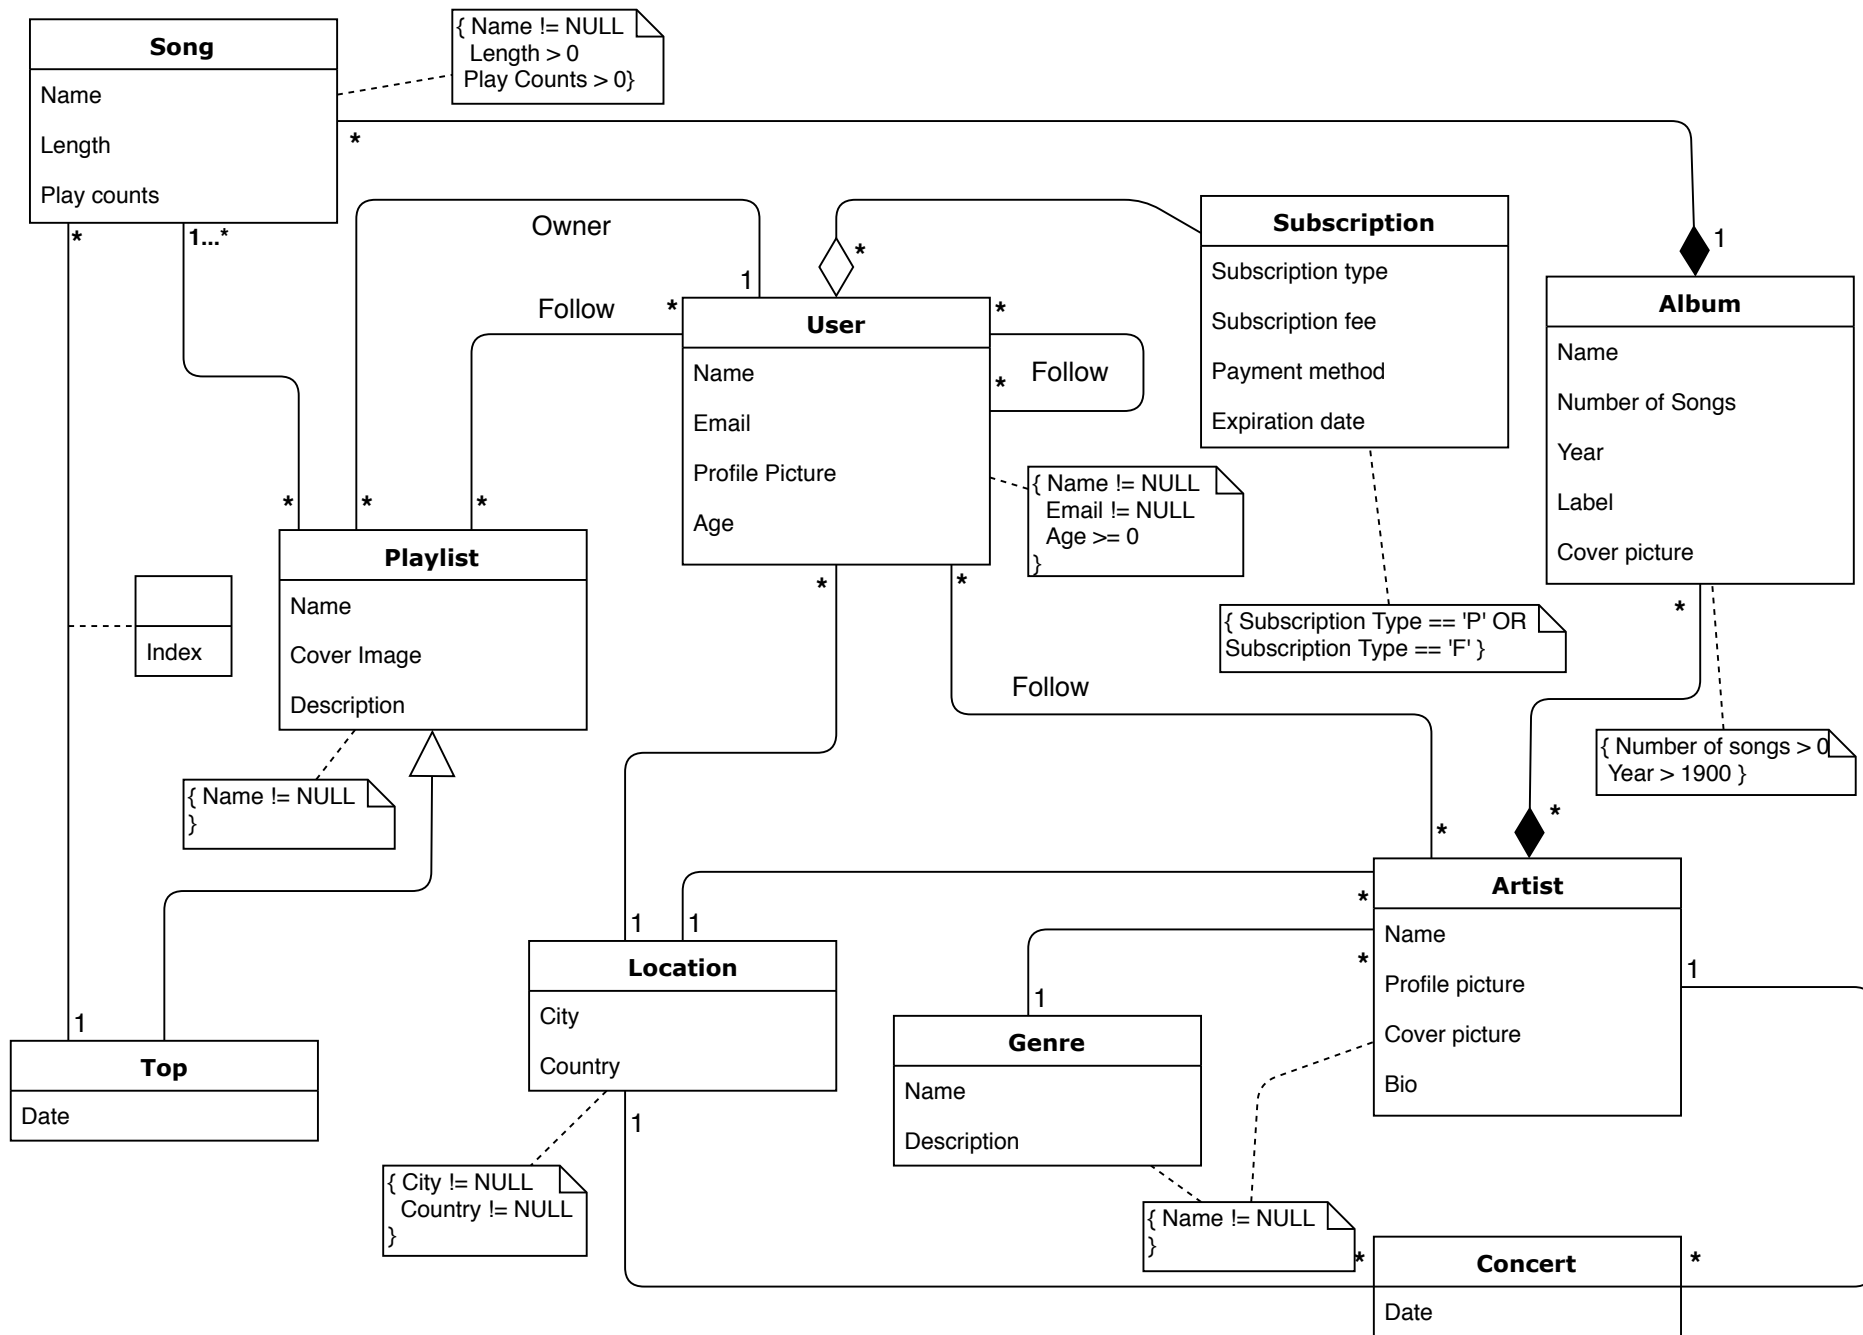 Song
Name
Length
Play counts
{ Name != NULL
Length > 0
Play Counts > 0}
*
*
1...*
Owner
1
Follow
*
*
Subscription
Subscription type
Subscription fee
Payment method
Expiration date
1
Album
Name
Number of Songs
Year
Label
Cover picture
User
Name
Email
Profile Picture
Age
*
*
Follow
{ Name != NULL
Email != NULL
Age >= 0
}
*
*
*
Playlist
Name
Cover Image
Description
Index
*
*
*
{ Subscription Type == 'P' OR
Subscription Type == 'F' }
Follow
{ Number of songs > 0
Year > 1900 }
{ Name != NULL
}
*
*
Artist
Name
Profile picture
Cover picture
Bio
*
*
1
1
1
Location
City
Country
1
Genre
Name
Description
1
Top
Date
1
{ City != NULL
Country != NULL
}
{ Name != NULL
}
*
Concert
Date
*